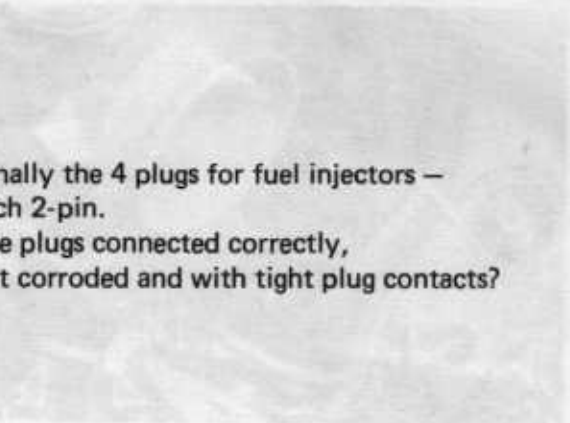 nally the 4 plugs for fuel injectors —
ch 2-pin.
e plugs connected correctly,
t corroded and with tight plug contacts?